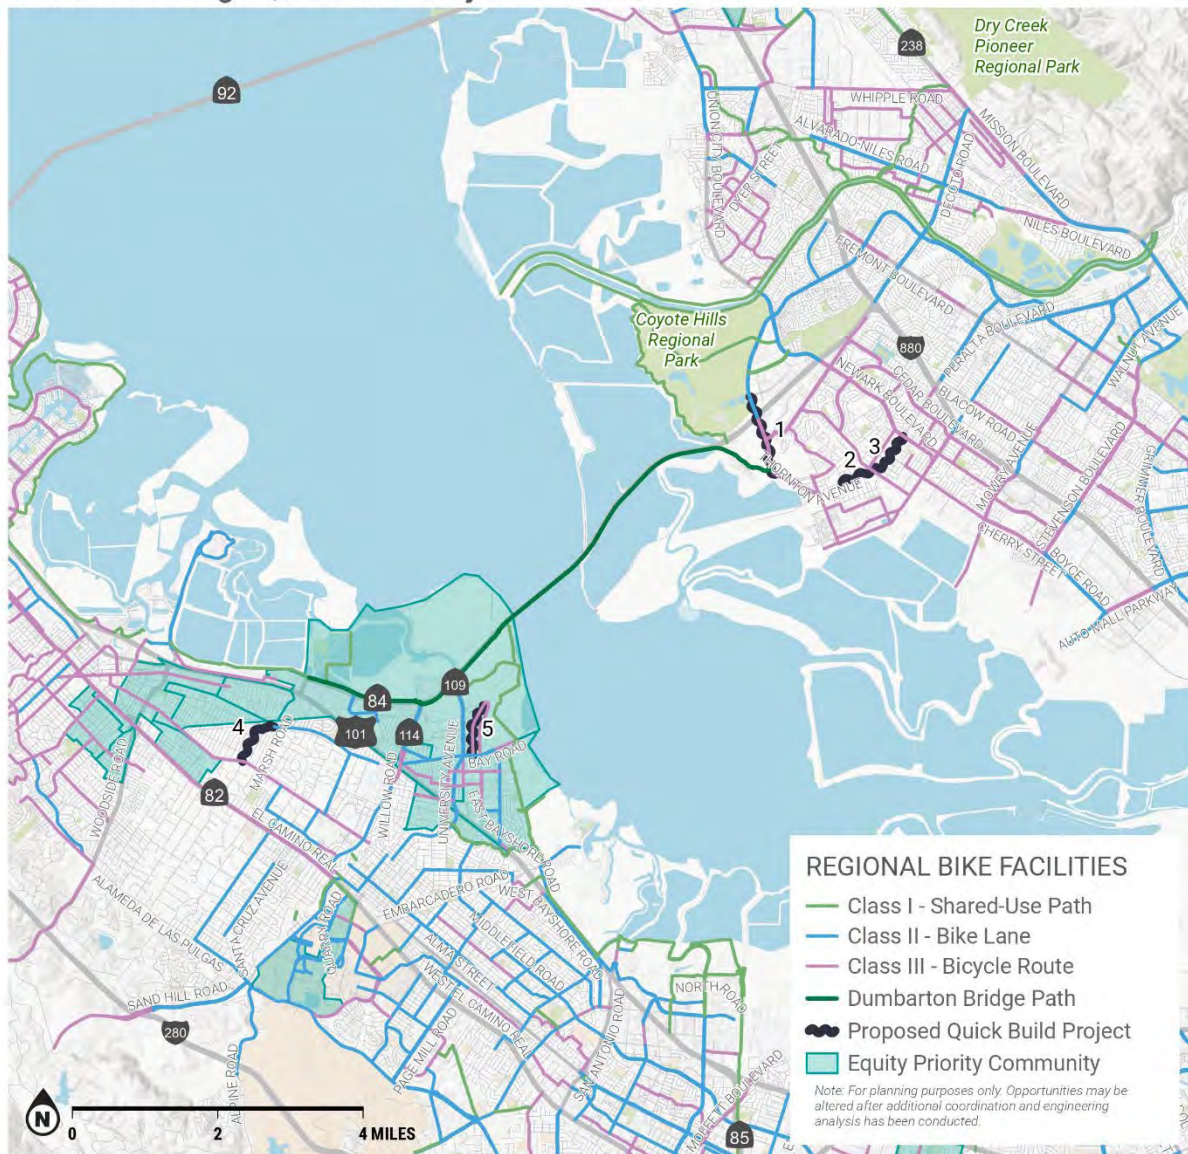 92
238
Dry Creek
Pioneer
Regional Park
WHIPPLE ROAD
UNION CITY BOULEVARD
DYER STREET
ALVARADO-NILES ROAD
DECOTO ROAD
MISSION BOULEVARD
NILES BOULEVARD
FREMONT BOULEVARD
Coyote Hills
Regional
Park
880
PERALTA BOULEVARD
WALNUT AVENUE
NEWARK BOULEVARD
CEDAR BOULEVARD
BLACOW ROAD
1
2
3
THORNTON AVENUE
MOWRY AVENUE
STEVENSON BOULEVARD
GRIMMER BOULEVARD
CHERRY STREET
BOYCE ROAD
AUTO MALL PARKWAY
109
84
101
114
4
5
MARSH ROAD
WOODSIDE ROAD
82
WILLOW ROAD
UNIVERSITY AVENUE
BAY ROAD
EAST BAYSHORE ROAD
EL CAMINO REAL
ALAMEDA DE LAS PULGAS
SANTA CRUZ AVENUE
QUARRY ROAD
EMBARCADERO ROAD
WEST BAYSHORE ROAD
MIDDLEFIELD ROAD
ALMA STREET
WEST EL CAMINO REAL
SAND HILL ROAD
280
ALPINE ROAD
PAGE MILL ROAD
SAN ANTONIO ROAD
NORTH ROAD
MOFFETT BOULEVARD
85
REGIONAL BIKE FACILITIES
Class I - Shared-Use Path
Class II - Bike Lane
Class III - Bicycle Route
Dumbarton Bridge Path
Proposed Quick Build Project
Equity Priority Community
Note: For planning purposes only. Opportunities may be
altered after additional coordination and engineering
analysis has been conducted.
N
0 2 4 MILES